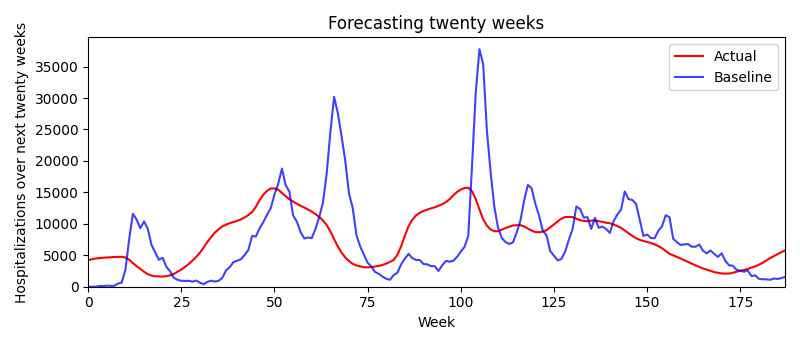 Forecasting twenty weeks
Hospitalizations over next twenty weeks
35000
30000
25000
20000
15000
10000
5000
0
Actual
Baseline
0 25 50 75 100 125 150 175
Week